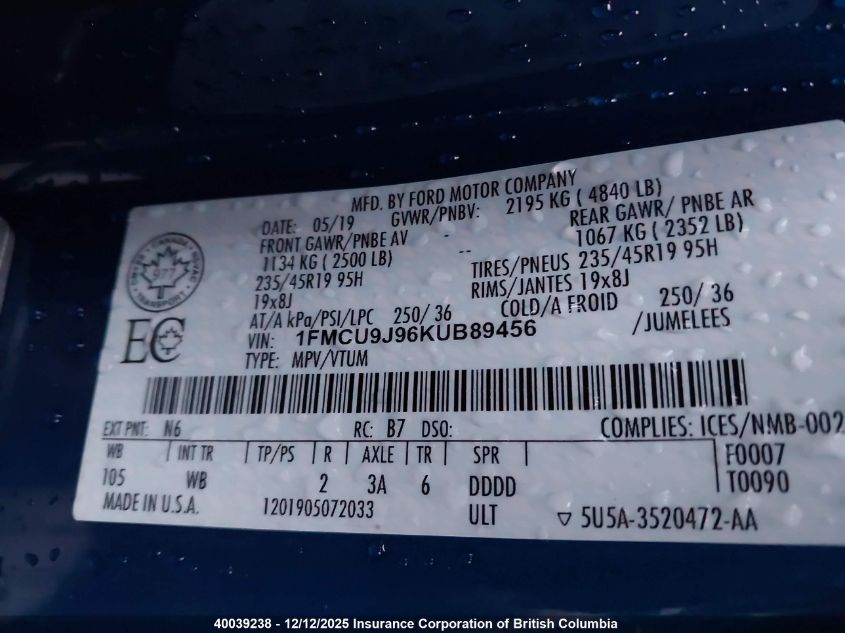 MFD. BY FORD MOTOR COMPANY
DATE: 05/19 GVWR/PNBV: 2195 KG ( 4840 LB)
FRONT GAWR/PNBE AV - REAR GAWR/ PNBE AR
1134 KG ( 2500 LB) -- 1067 KG ( 2352 LB)
235/45R19 95H TIRES/PNEUS 235/45R19 95H
19x8J RIMS/JANTES 19x8J
AT/A kPa/PSI/LPC 250/ 36 COLD/A FROID 250/ 36
VIN: 1FMCU9J96KUB89456 /JUMELEES
TYPE: MPV/VTUM
CANADA
977
TRANSPORT
EC
EXT PNT: N6 RC: B7 DSO: COMPLIES: ICES/NMB-002
WB INT TR TP/PS R AXLE TR SPR F0007
105 WB 2 3A 6 DDDD T0090
MADE IN U.S.A. 1201905072033 ULT 5U5A-3520472-AA
40039238 - 12/12/2025 Insurance Corporation of British Columbia